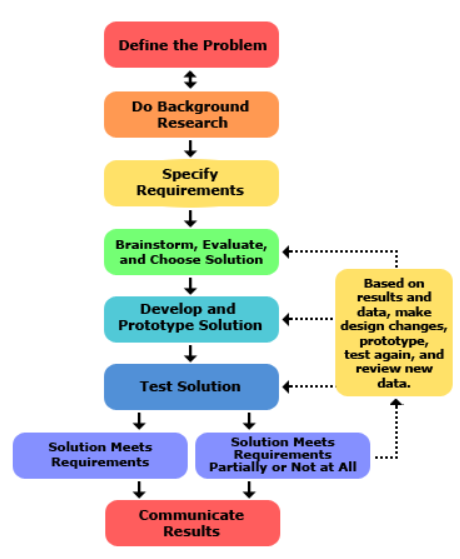 Define the Problem
Do Background
Research
Specify
Requirements
Brainstorm, Evaluate,
and Choose Solution
Based on
results and
data, make
design changes,
prototype,
test again, and
review new
data.
Develop and
Prototype Solution
Test Solution
Solution Meets
Requirements
Solution Meets
Requirements
Partially or Not at All
Communicate
Results